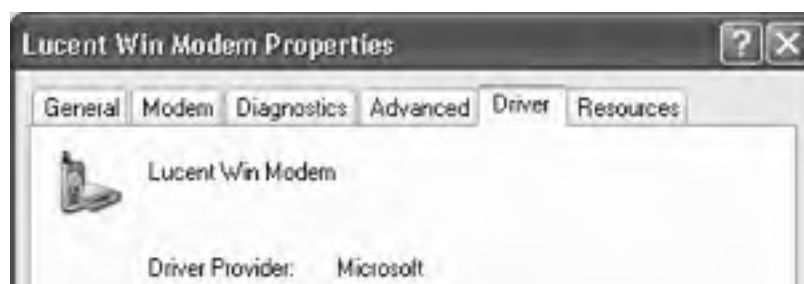 Lucent Win Modem Properties
General Modem Diagnostics Advanced Driver Resources
Lucent Win Modem
Driver Provider: Microsoft